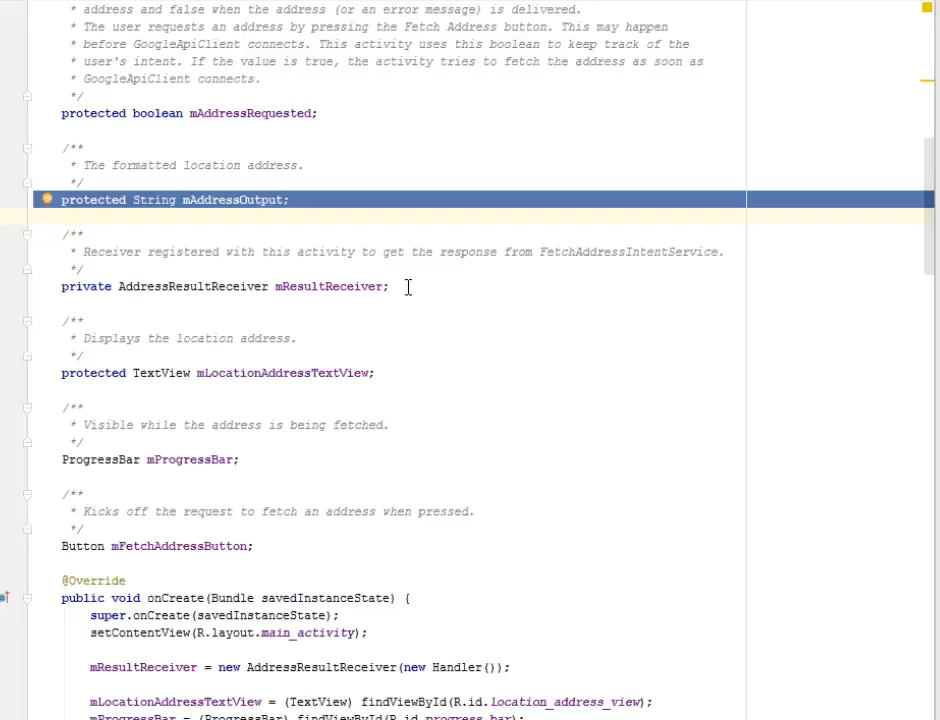 * address and false when the address (or an error message) is delivered.
* The user requests an address by pressing the Fetch Address button. This may happen
* before GoogleApiClient connects. This activity uses this boolean to keep track of the
* user's intent. If the value is true, the activity tries to fetch the address as soon as
* GoogleApiClient connects.
*/
protected boolean mAddressRequested;
/**
* The formatted location address.
*/
protected String mAddressOutput;
/**
* Receiver registered with this activity to get the response from FetchAddressIntentService.
*/
private AddressResultReceiver mResultReceiver;
/**
* Displays the location address.
*/
protected TextView mLocationAddressTextView;
/**
* Visible while the address is being fetched.
*/
ProgressBar mProgressBar;
/**
* Kicks off the request to fetch an address when pressed.
*/
Button mFetchAddressButton;
@Override
public void onCreate(Bundle savedInstanceState) {
super.onCreate(savedInstanceState);
setContentView(R.layout.main_activity);
mResultReceiver = new AddressResultReceiver(new Handler());
mLocationAddressTextView = (TextView) findViewById(R.id.location_address_view);
mProgressBar = (ProgressBar) findViewById(R.id.progress_bar);